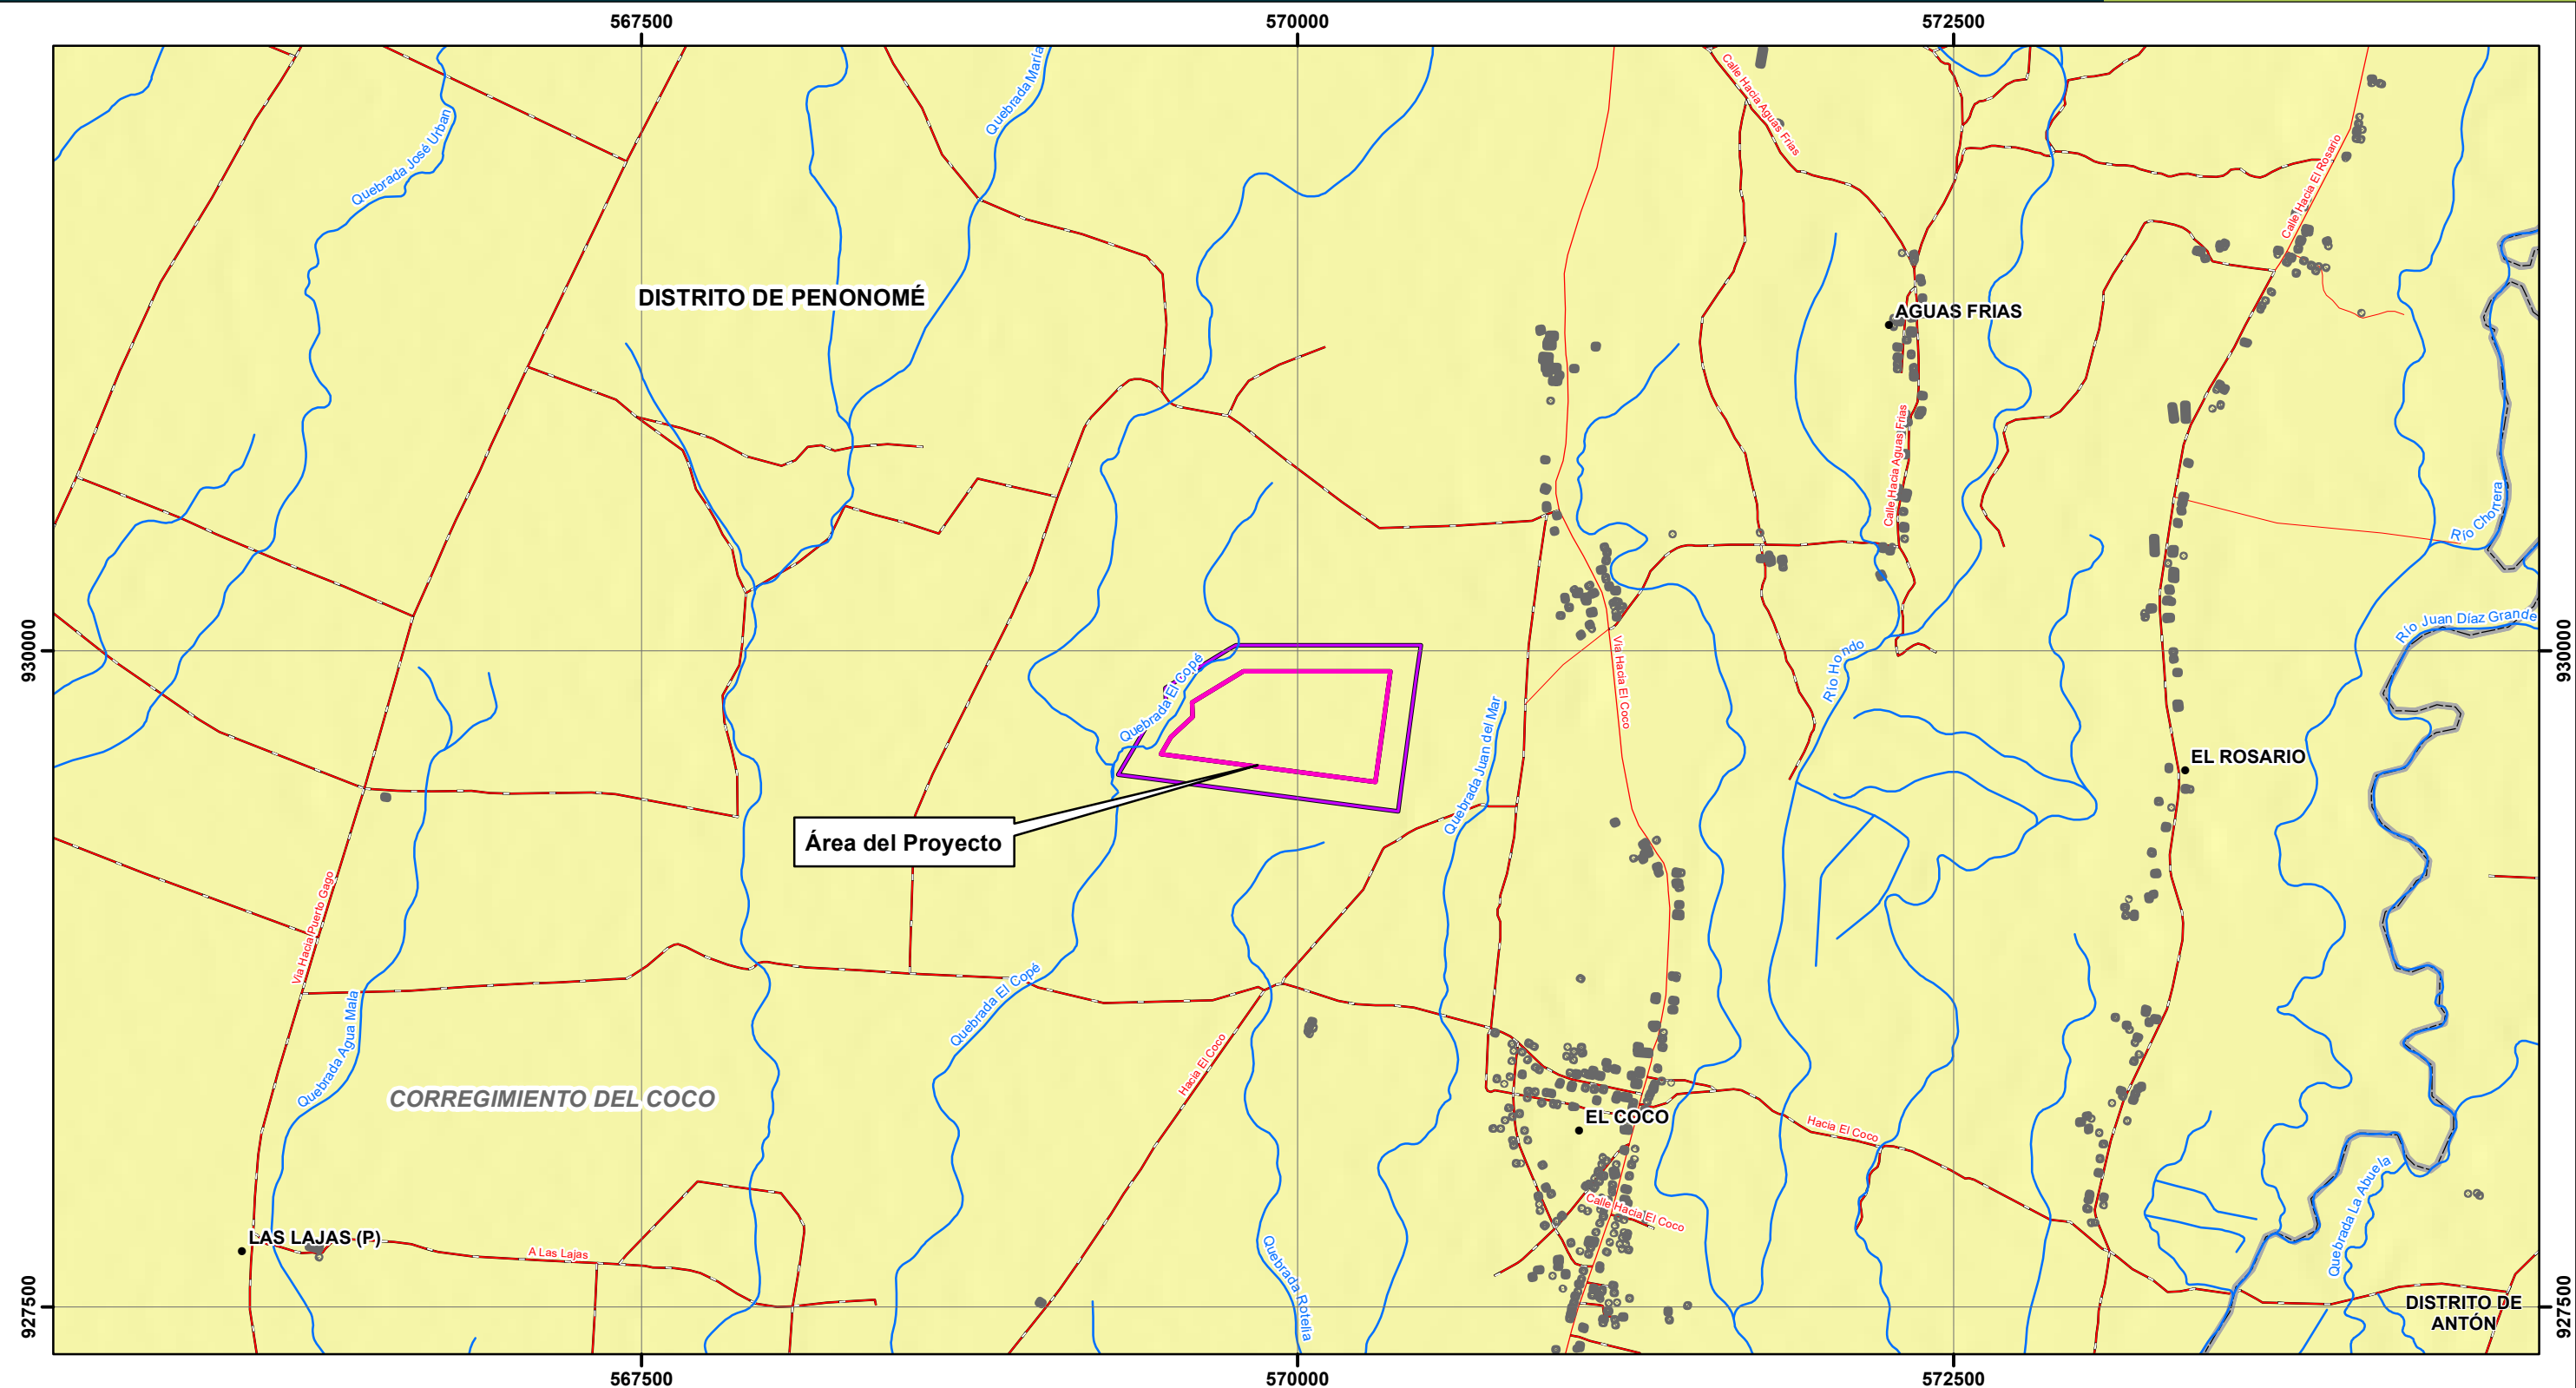 567500
570000
572500
Quebrada María
Calle Hacia Aguas Frias
Quebrada José Urban
Calle Hacia El Rosario
DISTRITO DE PENONOMÉ
AGUAS FRIAS
Calle Hacia Aguas Frias
Río Chorrera
930000
930000
Río Juan Díaz Grande
Río Hondo
Vía Hacia El Coco
Quebrada El Copé
Quebrada Juan del Mar
EL ROSARIO
Área del Proyecto
Vía Hacia Puerto Gago
Quebrada El Copé
Quebrada Agua Mala
Hacia El Coco
CORREGIMIENTO DEL COCO
EL COCO
Hacia El Coco
Calle Hacia El Coco
Quebrada La Abuela
LAS LAJAS (P)
A Las Lajas
Quebrada Rotelia
927500
927500
DISTRITO DE
ANTÓN
567500
570000
572500